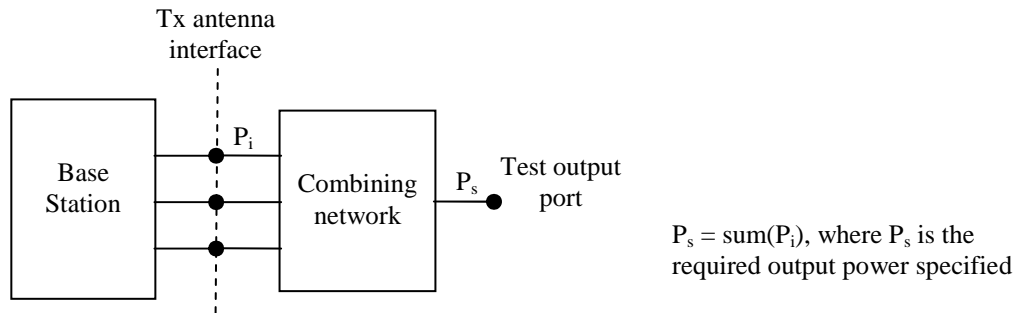 Tx antenna
interface
Base
Station
P_i
Combining
network
P_s
Test output
port
P_s = sum(P_i), where P_s is the
required output power specified